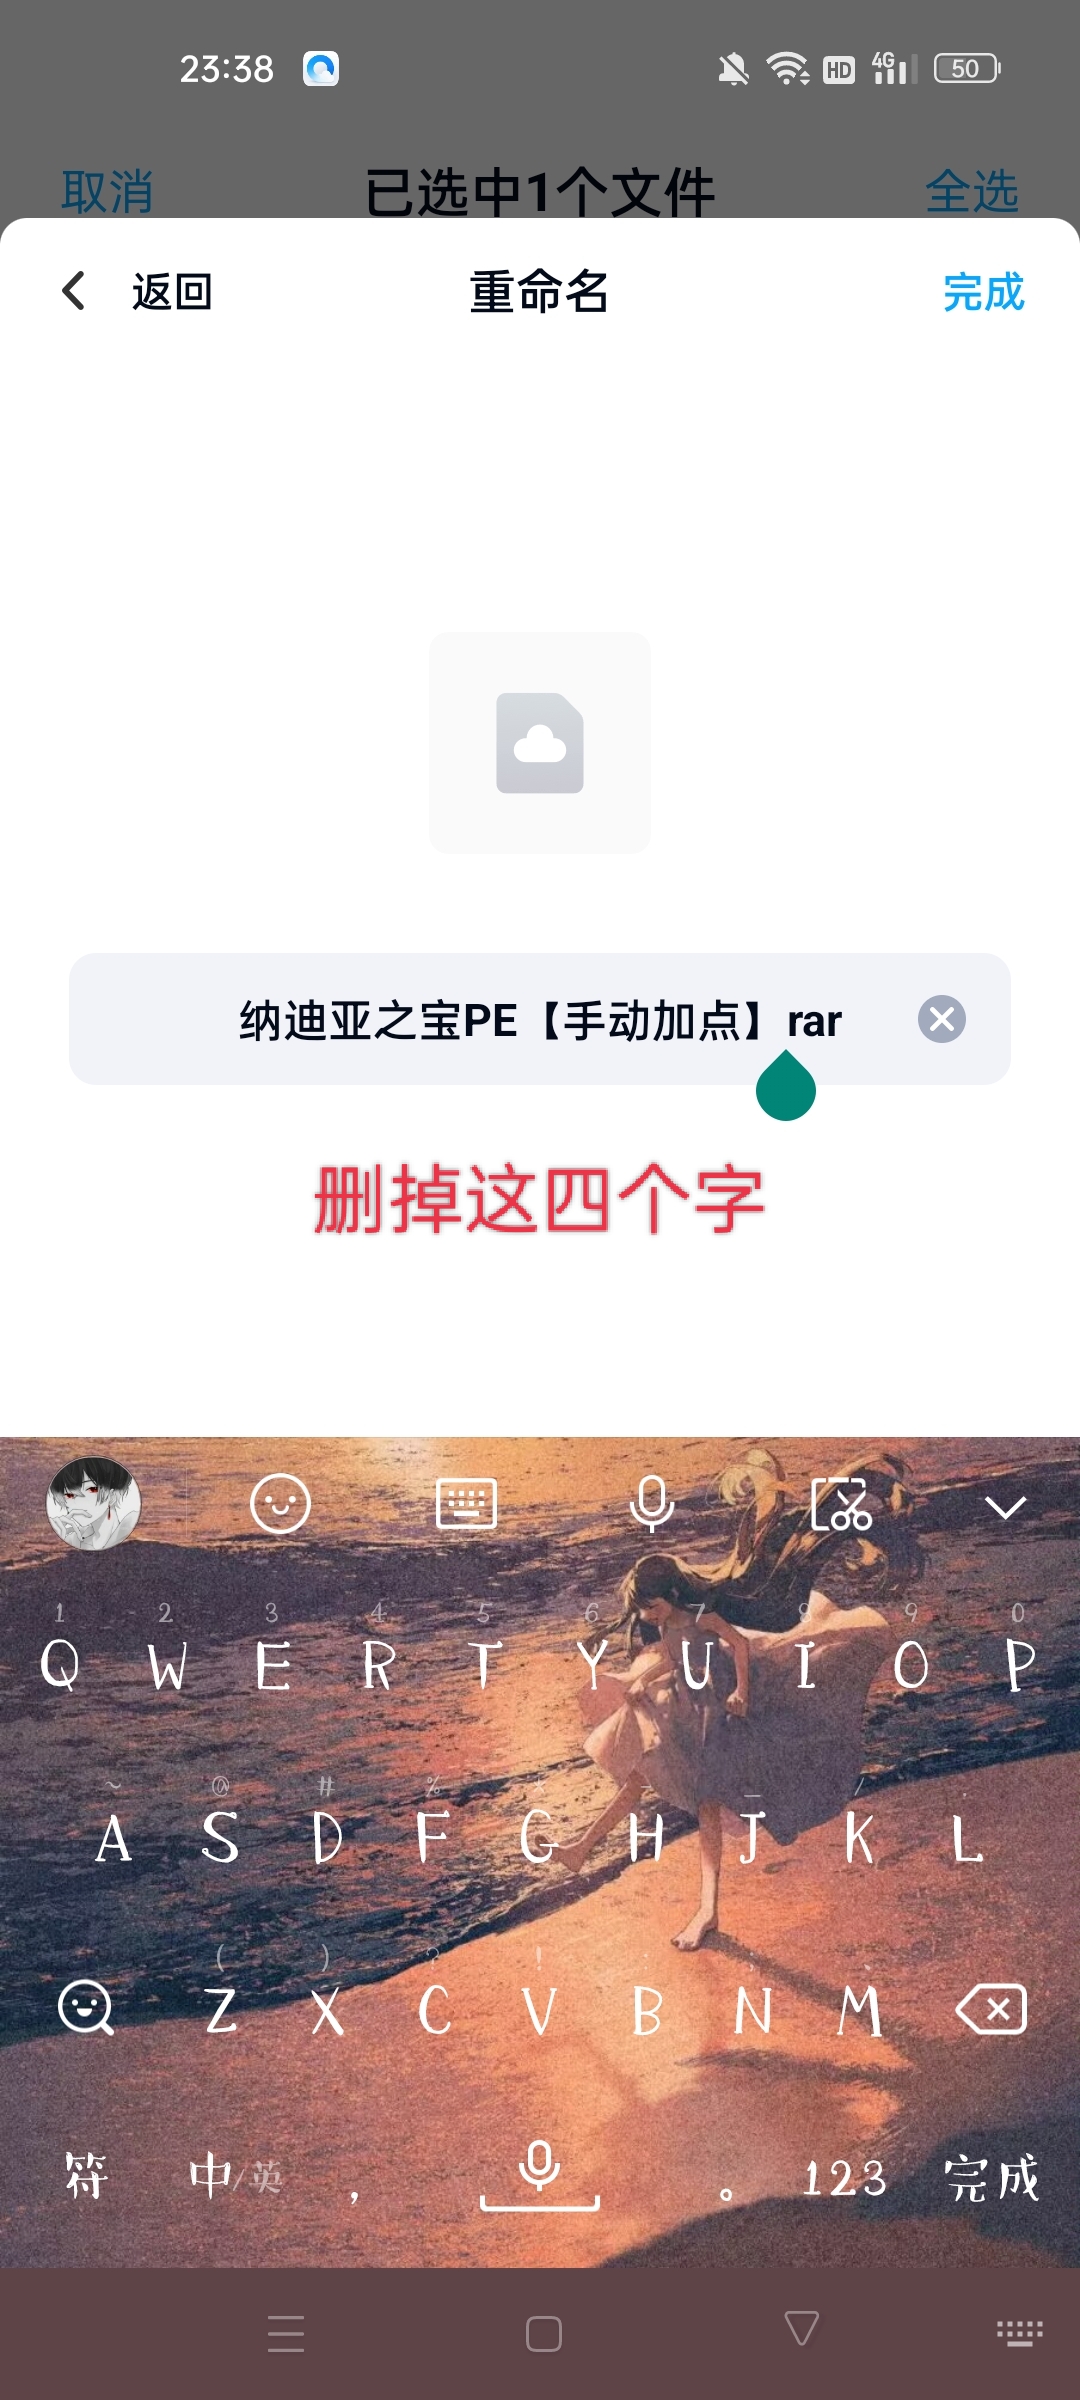 23:38 HD 4G 50
取消 已选中1个文件 全选
返回 重命名 完成
纳迪亚之宝PE【手动加点】rar
删掉这四个字
1 2 3 4 5 6 7 8 9 0
Q W E R T Y U I O P
~ @ # % * - _ /
A S D F G H J K L
( ) ? !
Z X C V B N M
符 中/英 ， 。 123 完成